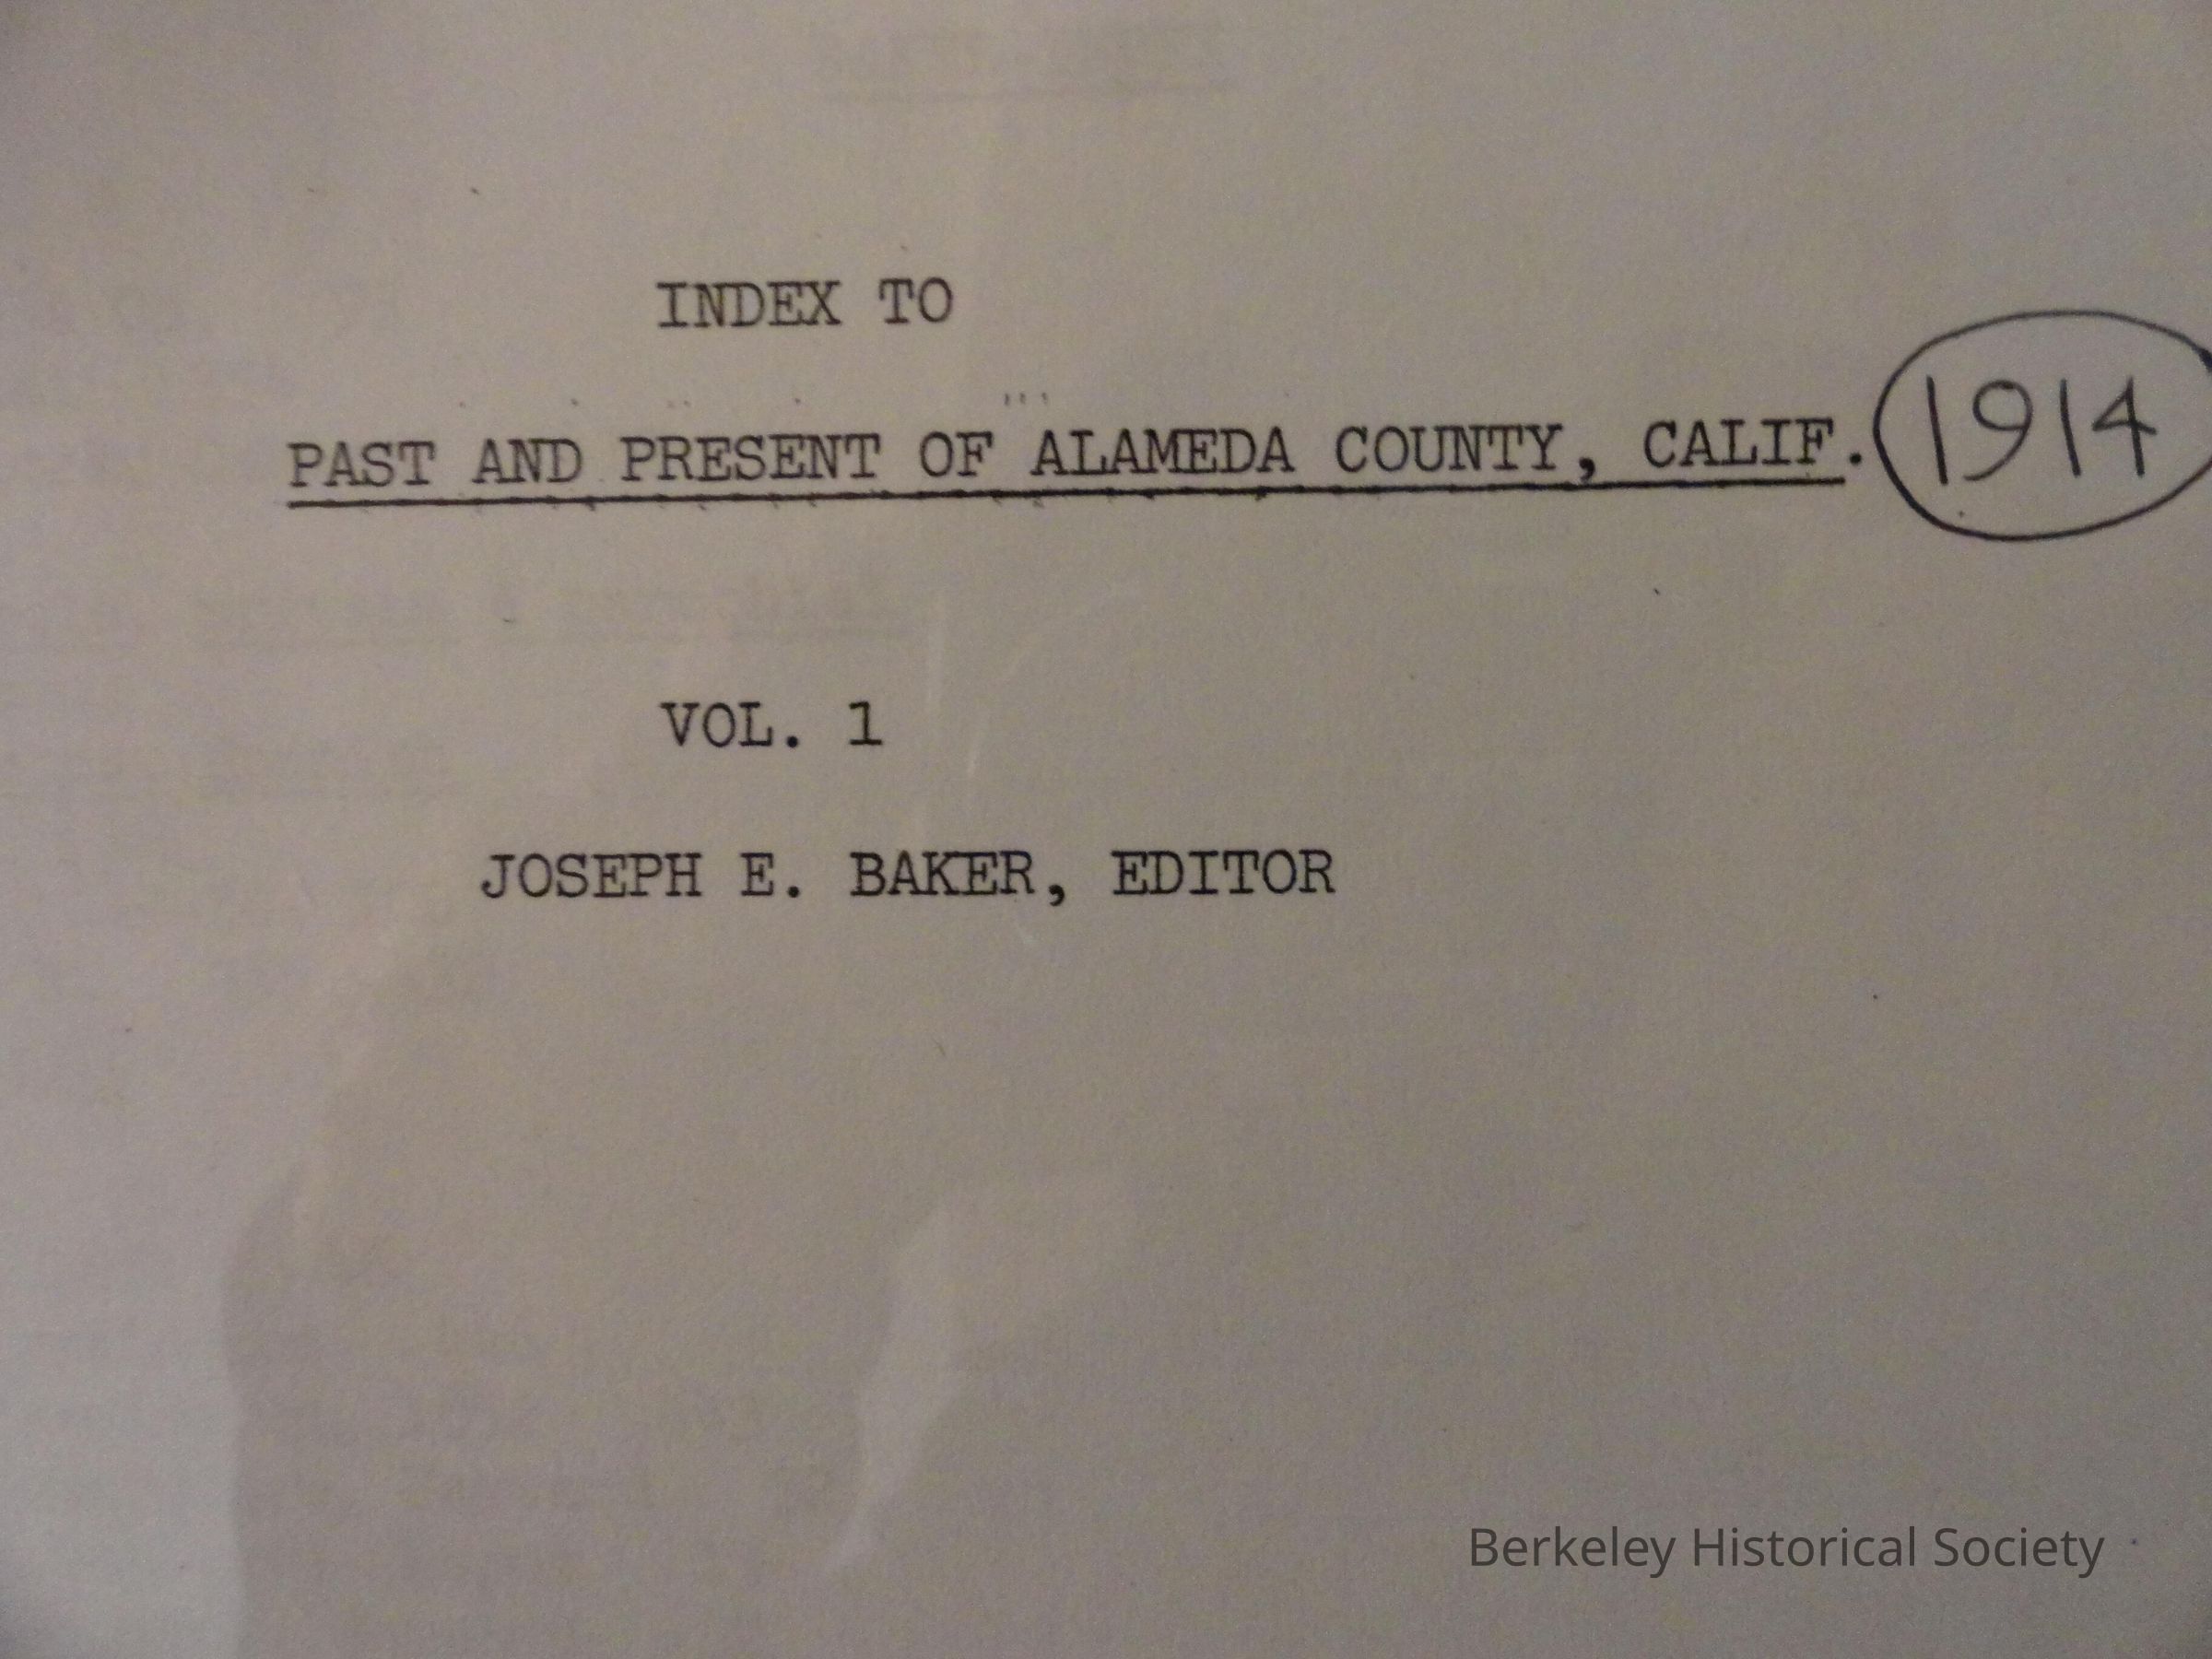 INDEX TO
PAST AND PRESENT OF ALAMEDA COUNTY, CALIF. 1914
VOL. 1
JOSEPH E. BAKER, EDITOR
Berkeley Historical Society